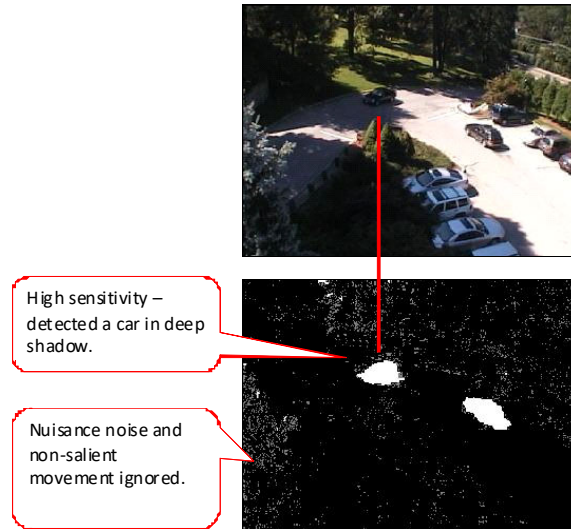 High sensitivity –
detected a car in deep
shadow.
Nuisance noise and
non-salient
movement ignored.